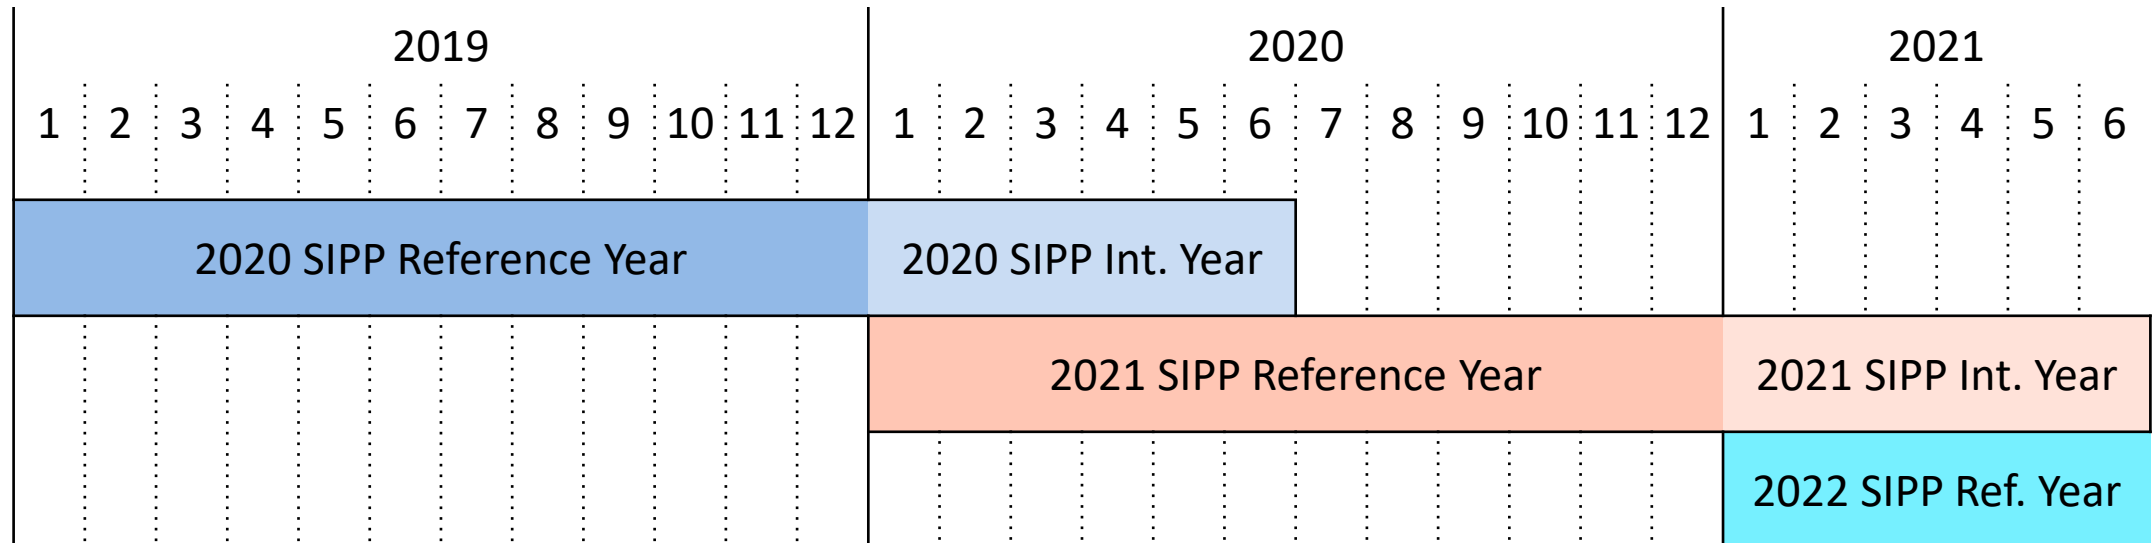 2019 2020 2021
1 2 3 4 5 6 7 8 9 10 11 12 1 2 3 4 5 6 7 8 9 10 11 12 1 2 3 4 5 6
2020 SIPP Reference Year 2020 SIPP Int. Year
2021 SIPP Reference Year 2021 SIPP Int. Year
2022 SIPP Ref. Year